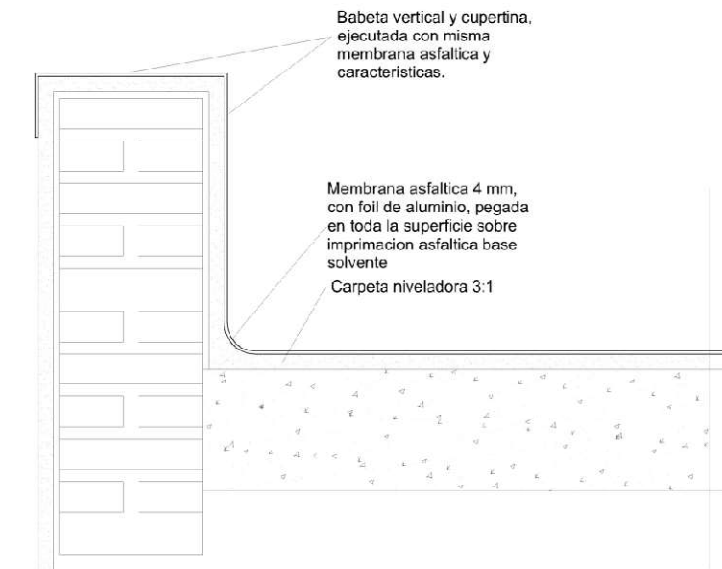 Babeta vertical y cupertina,
ejecutada con misma
membrana asfaltica y
caracteristicas.
Membrana asfaltica 4 mm,
con foil de aluminio, pegada
en toda la superficie sobre
imprimacion asfaltica base
solvente
Carpeta niveladora 3:1